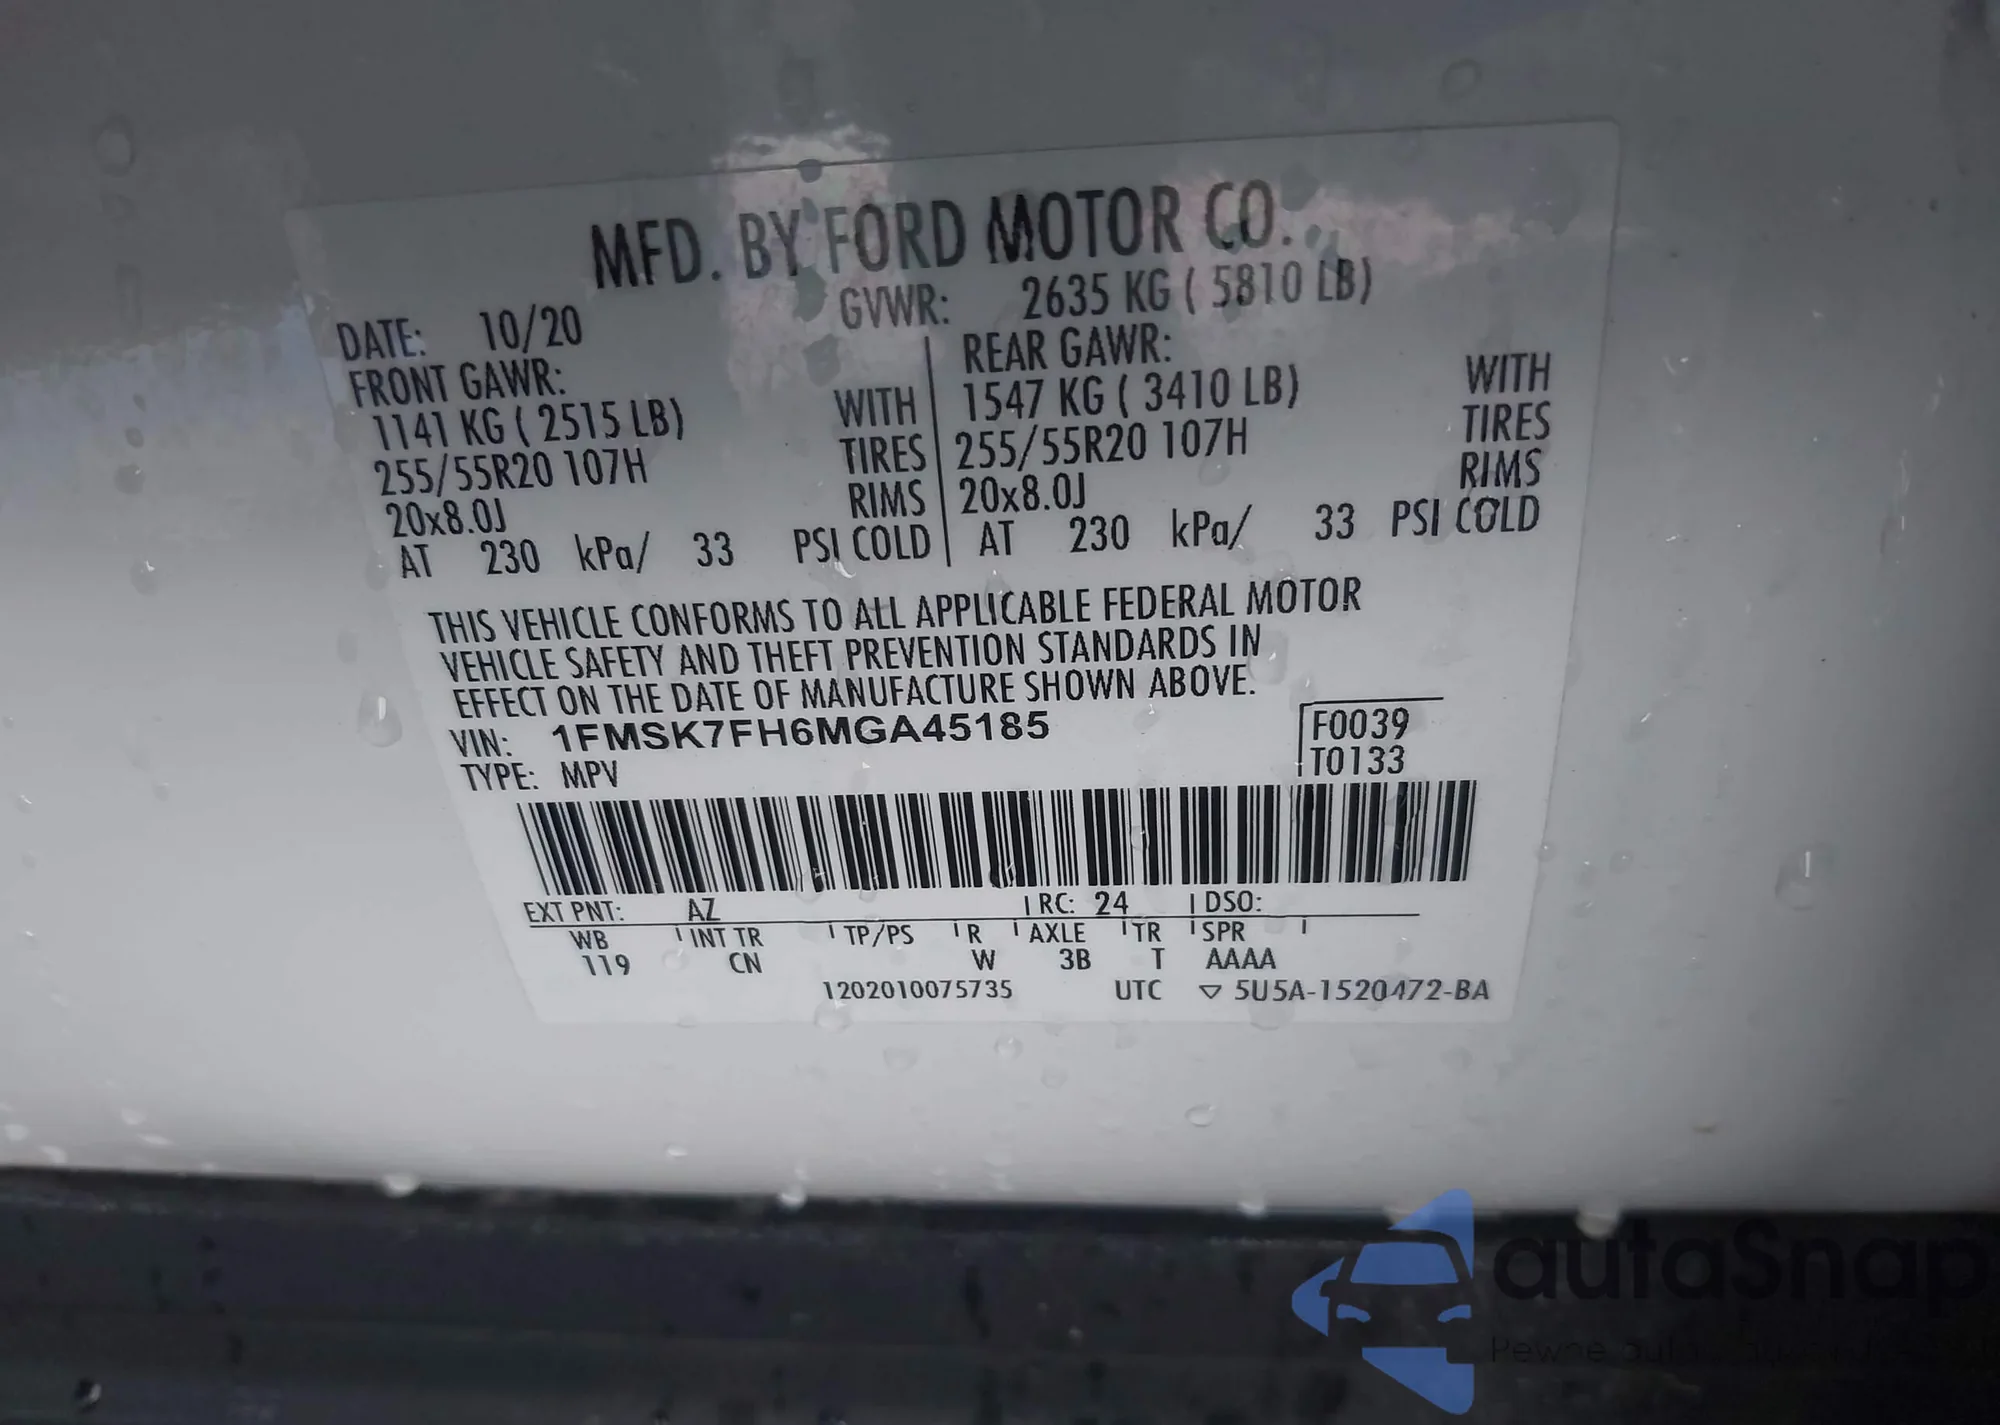 MFD. BY FORD MOTOR CO.
DATE: 10/20 GVWR: 2635 KG ( 5810 LB)
FRONT GAWR: REAR GAWR:
1141 KG ( 2515 LB) WITH 1547 KG ( 3410 LB) WITH
255/55R20 107H TIRES 255/55R20 107H TIRES
20x8.0J RIMS 20x8.0J RIMS
AT 230 kPa/ 33 PSI COLD AT 230 kPa/ 33 PSI COLD
THIS VEHICLE CONFORMS TO ALL APPLICABLE FEDERAL MOTOR
VEHICLE SAFETY AND THEFT PREVENTION STANDARDS IN
EFFECT ON THE DATE OF MANUFACTURE SHOWN ABOVE.
VIN: 1FMSK7FH6MGA45185 F0039
TYPE: MPV T0133
EXT PNT: AZ RC: 24 DSO:
WB INT TR TP/PS R AXLE TR SPR
119 CN W 3B T AAAA
1202010075735 UTC ▽ 5U5A-1520472-BA
autaSnap
Pewne auta